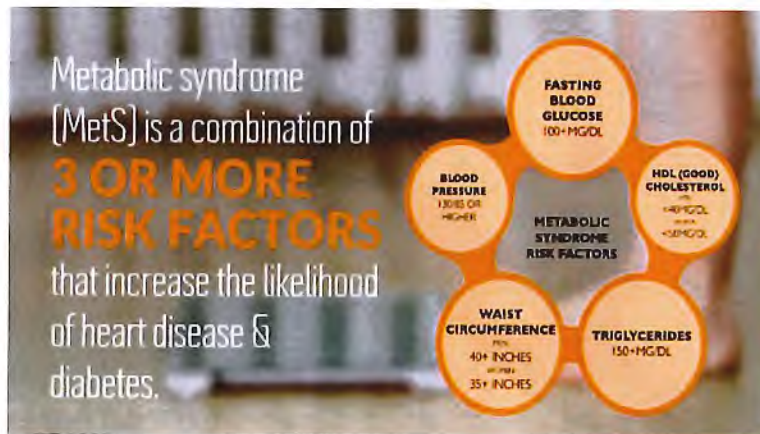 Metabolic syndrome
(MetS) is a combination of
3 OR MORE
RISK FACTORS
that increase the likelihood
of heart disease &
diabetes.
FASTING
BLOOD
GLUCOSE
100+MG/DL
BLOOD
PRESSURE
130/85 OR
HIGHER
HDL (GOOD)
CHOLESTEROL
<40MG/DL
<50MG/DL
METABOLIC
SYNDROME
RISK FACTORS
WAIST
CIRCUMFERENCE
MEN
40+ INCHES
WOMEN
35+ INCHES
TRIGLYCERIDES
150+MG/DL